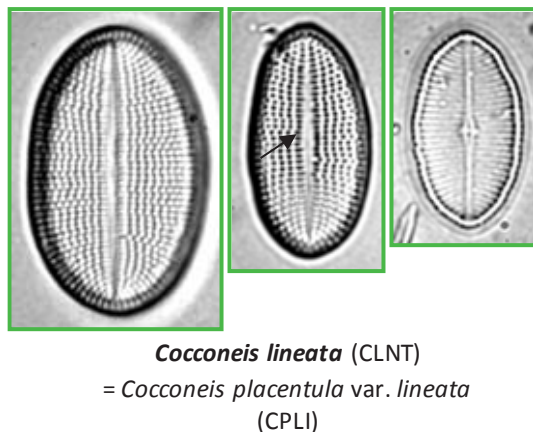 Cocconeis lineata (CLNT)
= Cocconeis placentula var. lineata
(CPLI)